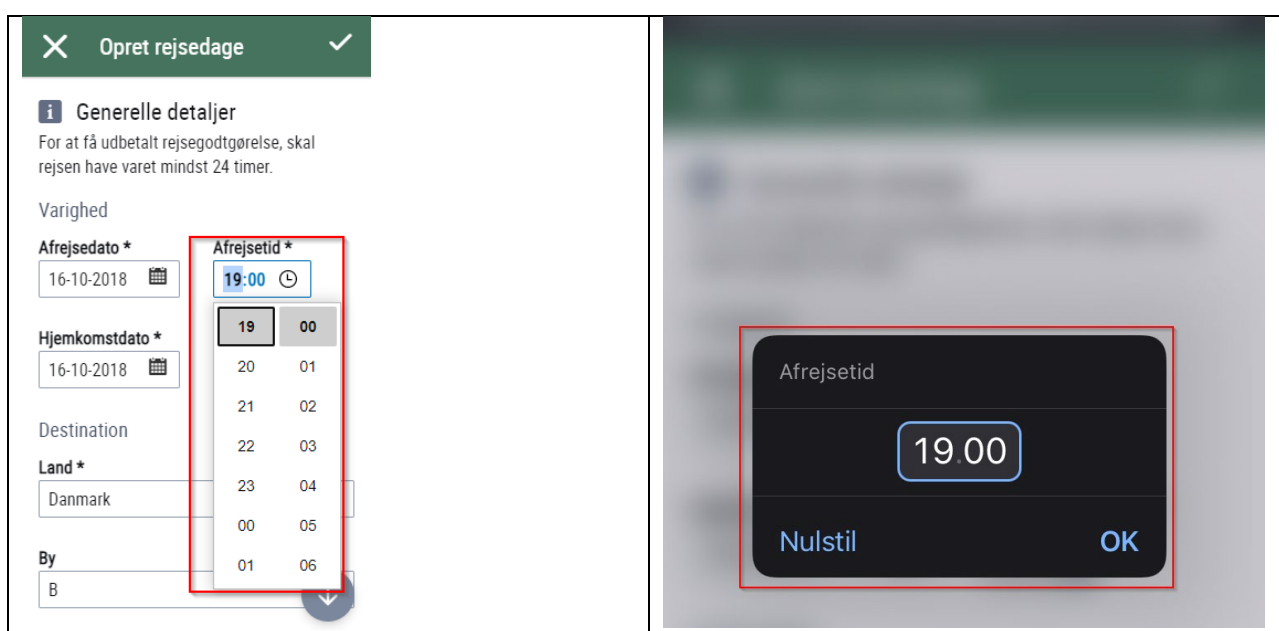 Opret rejsedage
i Generelle detaljer
For at få udbetalt rejsegodtgørelse, skal
rejsen have varet mindst 24 timer.
Varighed
Afrejsedato * Afrejsetid *
16-10-2018 19:00
19 00
Hjemkomstdato *
16-10-2018 20 01
21 02
Destination
22 03
Land *
23 04
Danmark
00 05
By
01 06
B
Afrejsetid
19.00
Nulstil OK